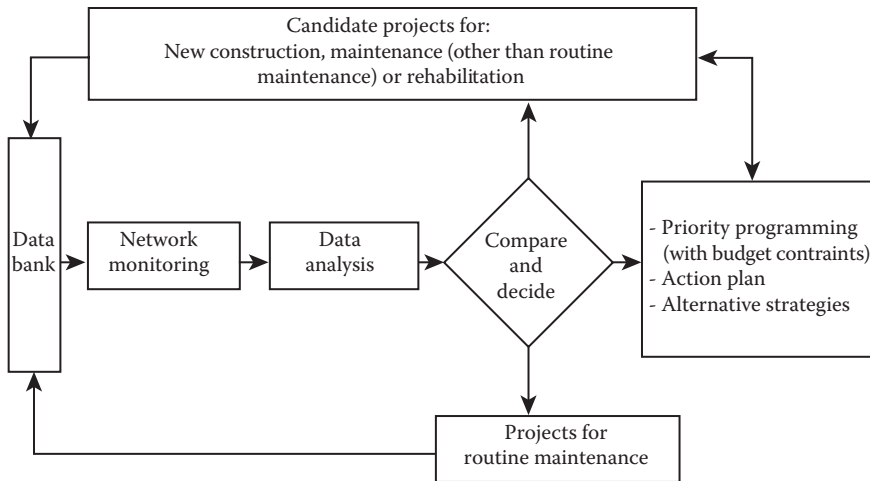 Candidate projects for:
New construction, maintenance (other than routine
maintenance) or rehabilitation
Data
bank
Network
monitoring
Data
analysis
Compare
and
decide
- Priority programming
(with budget contraints)
- Action plan
- Alternative strategies
Projects for
routine maintenance